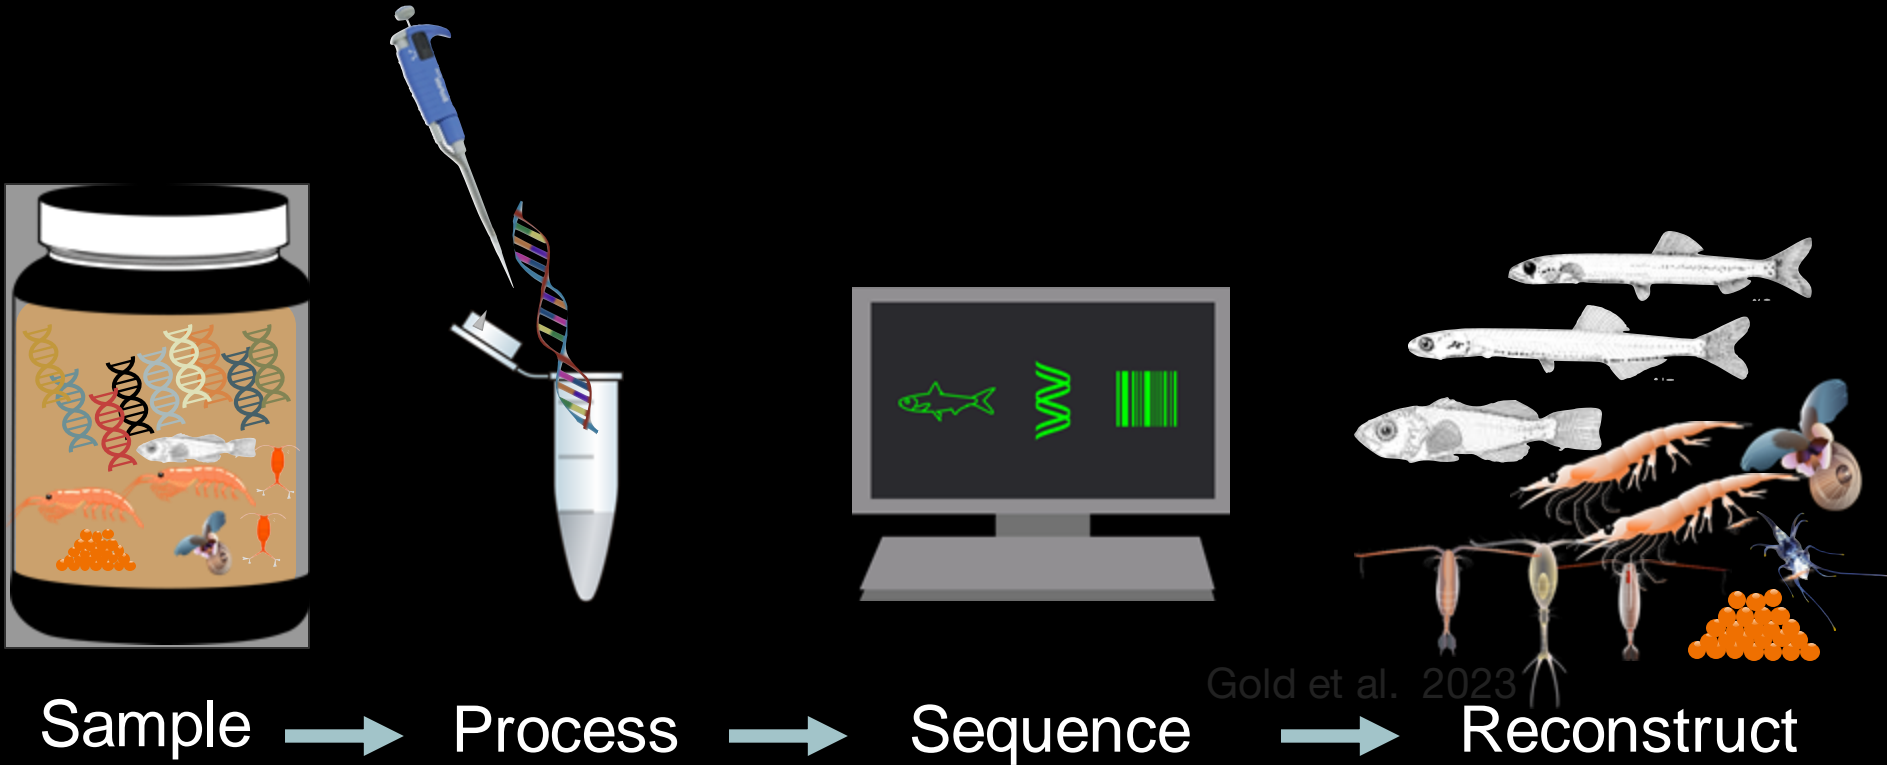 Gold et al. 2023
Sample
Process
Sequence
Reconstruct